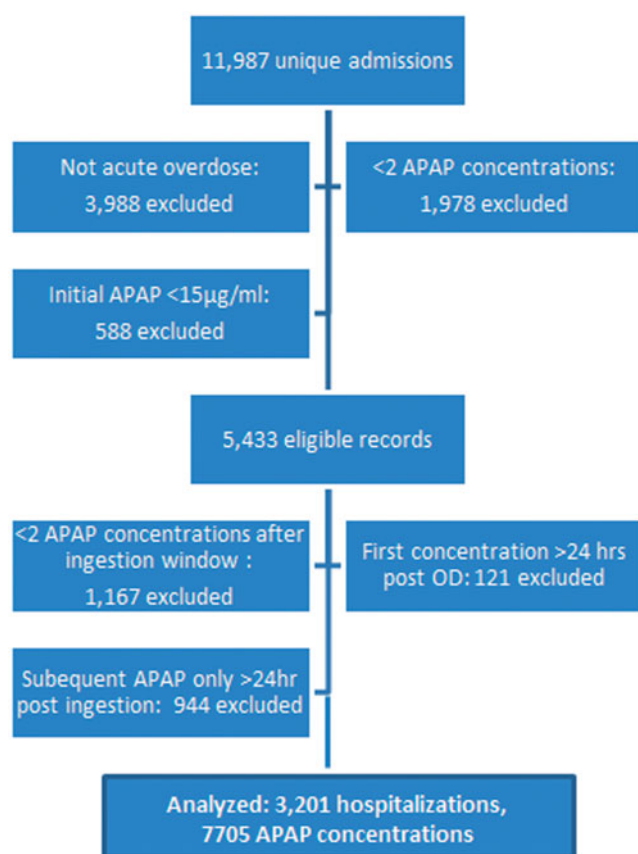 11,987 unique admissions
Not acute overdose:
3,988 excluded
<2 APAP concentrations:
1,978 excluded
Initial APAP <15µg/ml:
588 excluded
5,433 eligible records
<2 APAP concentrations after
ingestion window :
1,167 excluded
First concentration >24 hrs
post OD: 121 excluded
Subequent APAP only >24hr
post ingestion: 944 excluded
Analyzed: 3,201 hospitalizations,
7705 APAP concentrations